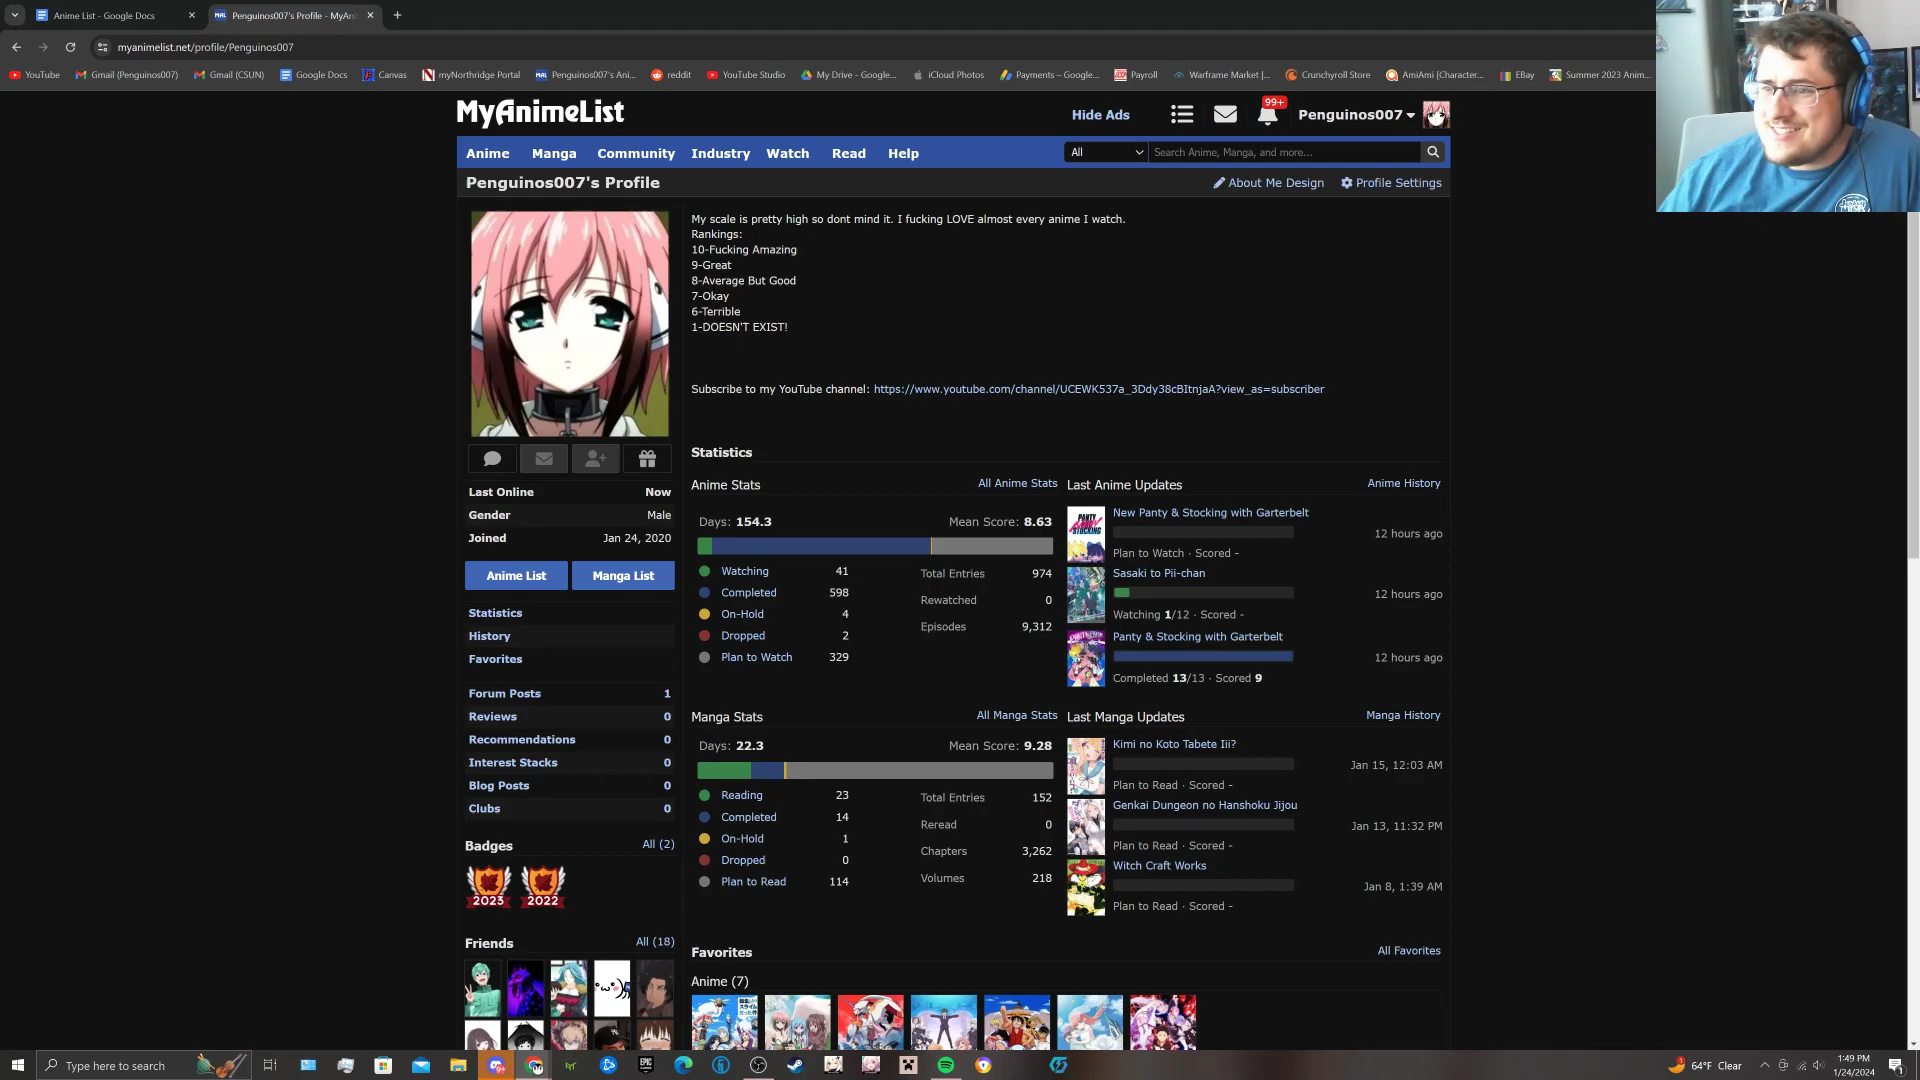 Anime List - Google Docs
Penguinos007's Profile - MyAni
myanimelist.net/profile/Penguinos007
YouTube
Gmail (Penguinos007)
Gmail (CSUN)
Google Docs
Canvas
myNorthridge Portal
Penguinos007's Ani...
reddit
YouTube Studio
My Drive - Google...
iCloud Photos
Payments – Google...
Payroll
Warframe Market |...
Crunchyroll Store
AmiAmi [Character...
EBay
Summer 2023 Anim...
MyAnimeList
Hide Ads
99+
Penguinos007
Anime Manga Community Industry Watch Read Help
All
Search Anime, Manga, and more...
Penguinos007's Profile
About Me Design
Profile Settings
My scale is pretty high so dont mind it. I fucking LOVE almost every anime I watch.
Rankings:
10-Fucking Amazing
9-Great
8-Average But Good
7-Okay
6-Terrible
1-DOESN'T EXIST!
Subscribe to my YouTube channel: https://www.youtube.com/channel/UCEWK537a_3Ddy38cBItnjaA?view_as=subscriber
Last Online Now
Gender Male
Joined Jan 24, 2020
Anime List
Manga List
Statistics
History
Favorites
Forum Posts 1
Reviews 0
Recommendations 0
Interest Stacks 0
Blog Posts 0
Clubs 0
Badges All (2)
2023
2022
Friends All (18)
Statistics
Anime Stats All Anime Stats
Days: 154.3 Mean Score: 8.63
Watching 41
Completed 598
On-Hold 4
Dropped 2
Plan to Watch 329
Total Entries 974
Rewatched 0
Episodes 9,312
Last Anime Updates Anime History
PANTY
STOCKING
New Panty & Stocking with Garterbelt
12 hours ago
Plan to Watch · Scored -
Sasaki to Pii-chan
12 hours ago
Watching 1/12 · Scored -
Panty & Stocking with Garterbelt
12 hours ago
Completed 13/13 · Scored 9
Manga Stats All Manga Stats
Days: 22.3 Mean Score: 9.28
Reading 23
Completed 14
On-Hold 1
Dropped 0
Plan to Read 114
Total Entries 152
Reread 0
Chapters 3,262
Volumes 218
Last Manga Updates Manga History
Kimi no Koto Tabete Iii?
Jan 15, 12:03 AM
Plan to Read · Scored -
Genkai Dungeon no Hanshoku Jijou
Jan 13, 11:32 PM
Plan to Read · Scored -
Witch Craft Works
Jan 8, 1:39 AM
Plan to Read · Scored -
Favorites All Favorites
Anime (7)
Type here to search
64°F Clear
1:49 PM
1/24/2024